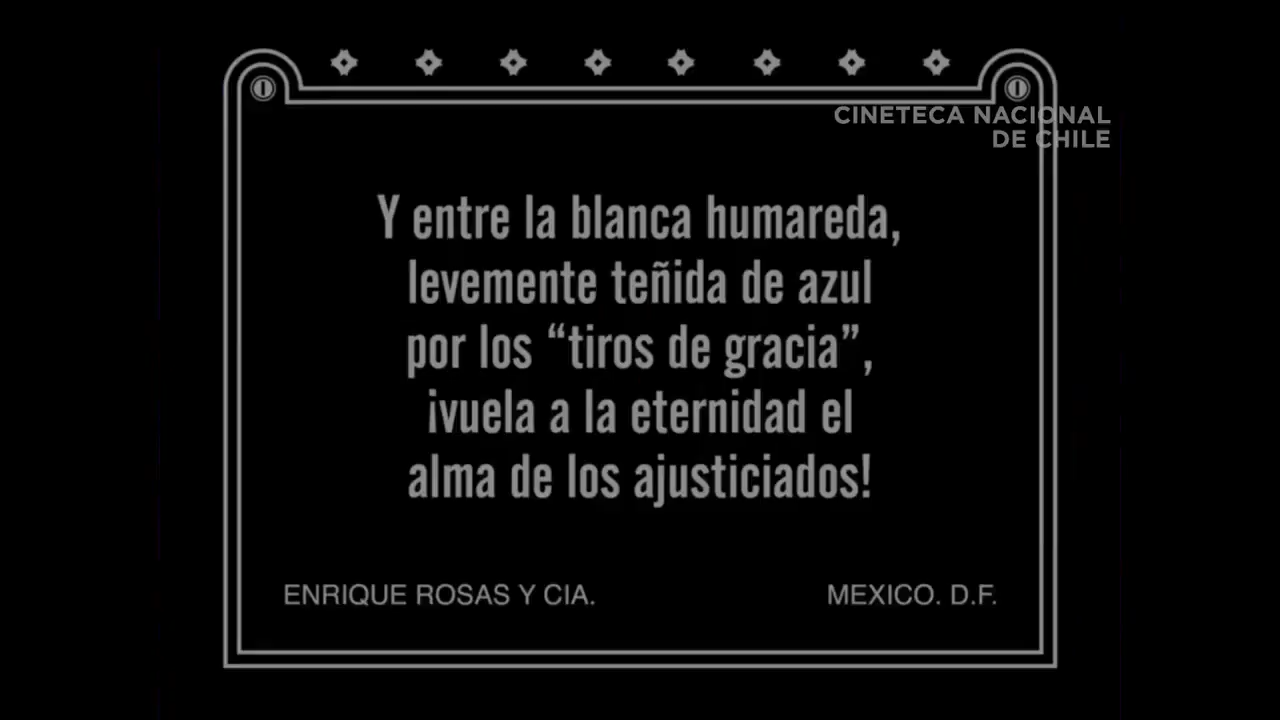 CINETECA NACIONAL
DE CHILE
Y entre la blanca humareda,
levemente teñida de azul
por los “tiros de gracia”,
¡vuela a la eternidad el
alma de los ajusticiados!
ENRIQUE ROSAS Y CIA.
MEXICO. D.F.